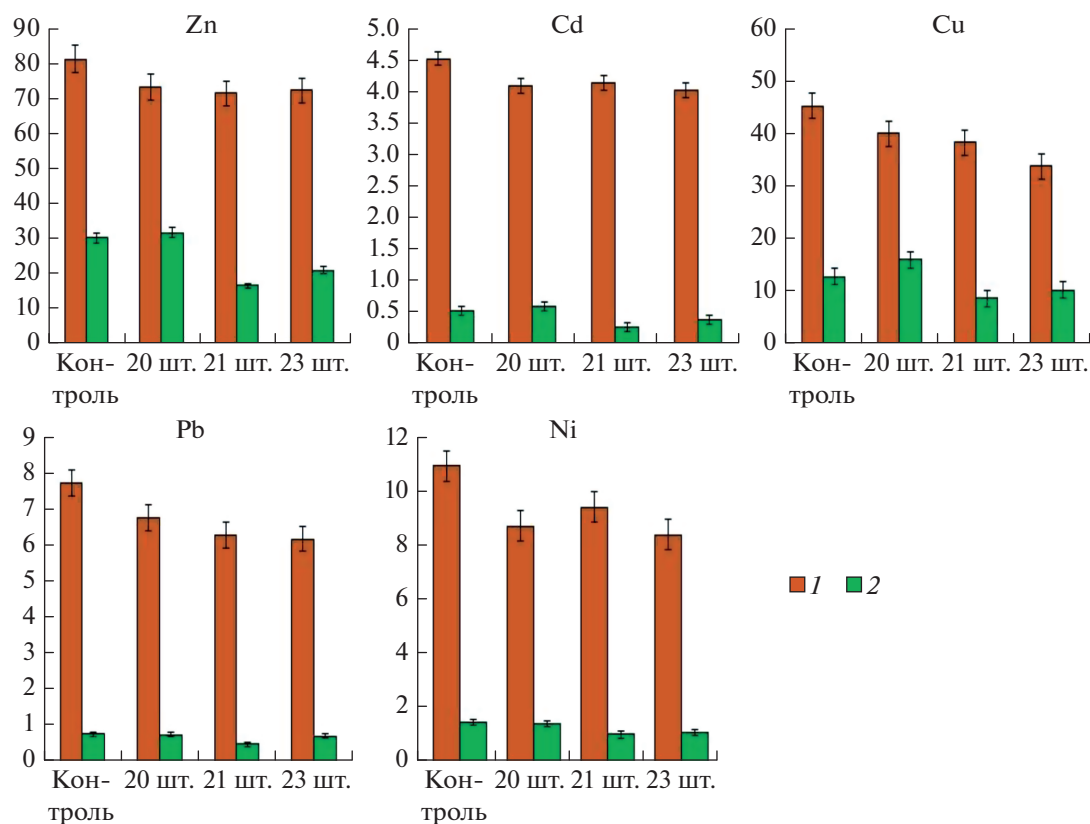 Zn
90
80
70
60
50
40
30
20
10
0
Кон-
троль
20 шт. 21 шт. 23 шт.
Cd
5.0
4.5
4.0
3.5
3.0
2.5
2.0
1.5
1.0
0.5
0
Кон-
троль
20 шт. 21 шт. 23 шт.
Cu
60
50
40
30
20
10
0
Кон-
троль
20 шт. 21 шт. 23 шт.
Pb
9
8
7
6
5
4
3
2
1
0
Кон-
троль
20 шт. 21 шт. 23 шт.
Ni
12
10
8
6
4
2
0
Кон-
троль
20 шт. 21 шт. 23 шт.
1 2